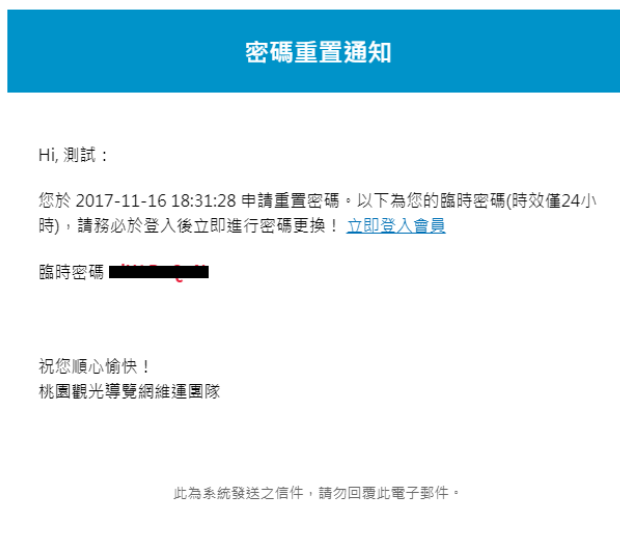 密碼重置通知
Hi, 測試：
您於 2017-11-16 18:31:28 申請重置密碼。以下為您的臨時密碼(時效僅24小
時)，請務必於登入後立即進行密碼更換！ 立即登入會員
臨時密碼
祝您順心愉快！
桃園觀光導覽網維運團隊
此為系統發送之信件，請勿回覆此電子郵件。